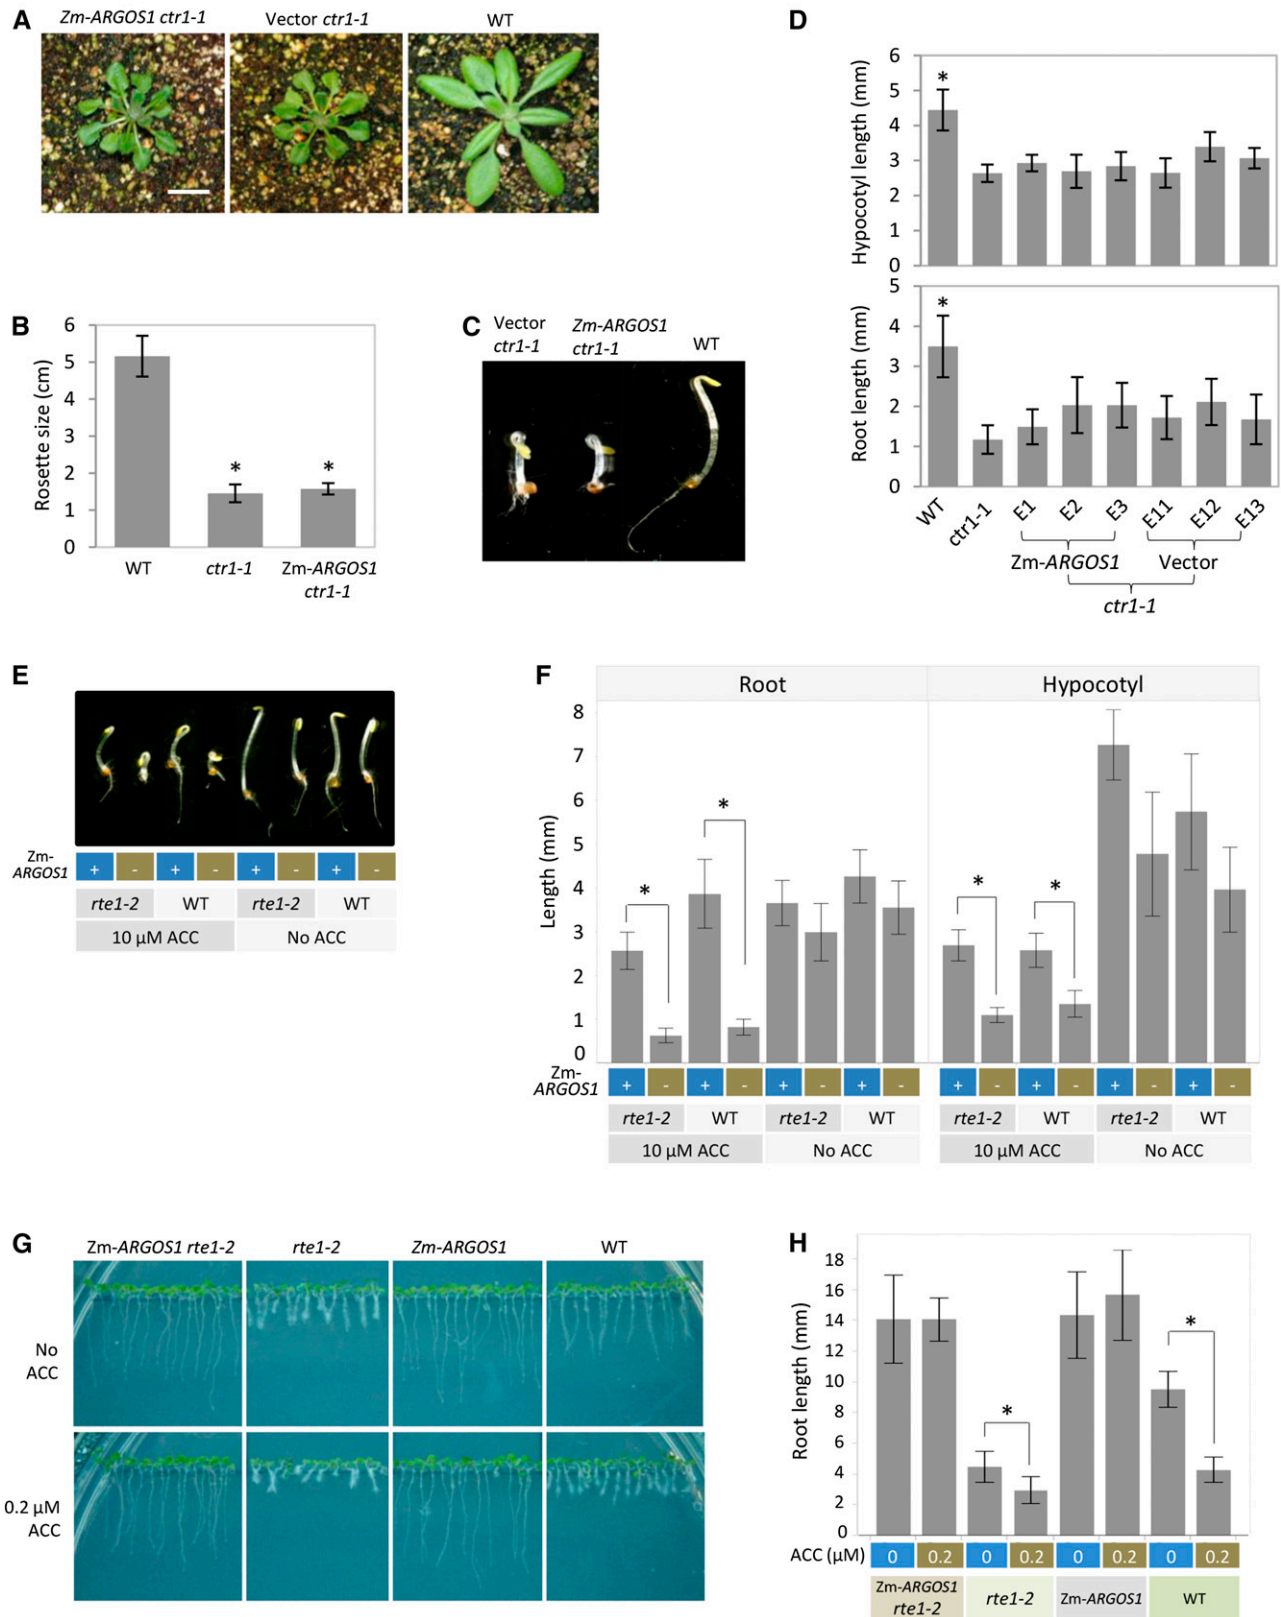 A
Zm-ARGOS1 ctr1-1
Vector ctr1-1
WT
B
6
5
4
3
2
1
0
Rosette size (cm)
*
*
WT
ctr1-1
Zm-ARGOS1
ctr1-1
C
Vector
ctr1-1
Zm-ARGOS1
ctr1-1
WT
D
6
5
4
3
2
1
0
Hypocotyl length (mm)
*
5
4
3
2
1
0
Root length (mm)
*
WT
ctr1-1
E1
E2
E3
E11
E12
E13
Zm-ARGOS1
Vector
ctr1-1
E
Zm-
ARGOS1
+ - + - + - + -
rte1-2 WT rte1-2 WT
10 µM ACC No ACC
F
Root
Hypocotyl
8
7
6
5
4
3
2
1
0
Length (mm)
*
*
*
*
Zm-
ARGOS1
+ - + - + - + - + - + - + - + -
rte1-2 WT rte1-2 WT rte1-2 WT rte1-2 WT
10 µM ACC No ACC 10 µM ACC No ACC
G
Zm-ARGOS1 rte1-2
rte1-2
Zm-ARGOS1
WT
No
ACC
0.2 µM
ACC
H
18
16
14
12
10
8
6
4
2
0
Root length (mm)
*
*
ACC (µM)
0 0.2 0 0.2 0 0.2 0 0.2
Zm-ARGOS1
rte1-2
rte1-2
Zm-ARGOS1
WT